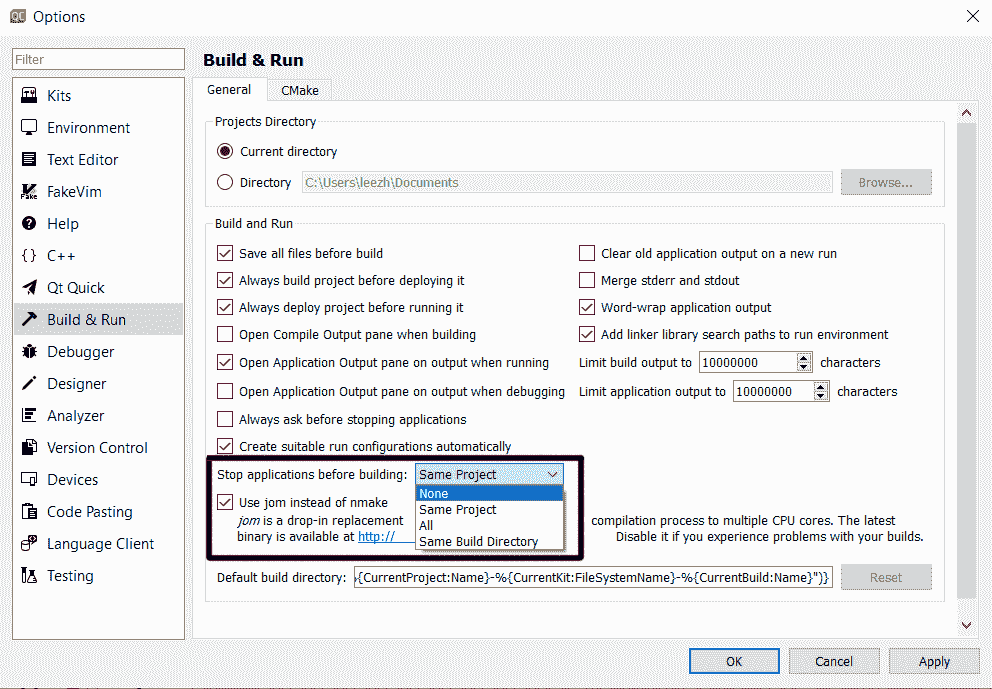 Options
Filter
Kits
Environment
Text Editor
FakeVim
Help
C++
Qt Quick
Build & Run
Debugger
Designer
Analyzer
Version Control
Devices
Code Pasting
Language Client
Testing
Build & Run
General CMake
Projects Directory
Current directory
Directory C:\Users\leezh\Documents Browse...
Build and Run
Save all files before build
Always build project before deploying it
Always deploy project before running it
Open Compile Output pane when building
Open Application Output pane on output when running
Open Application Output pane on output when debugging
Always ask before stopping applications
Create suitable run configurations automatically
Clear old application output on a new run
Merge stderr and stdout
Word-wrap application output
Add linker library search paths to run environment
Limit build output to 10000000 characters
Limit application output to 10000000 characters
Stop applications before building: Same Project
None
Same Project
All
Same Build Directory
Use jom instead of nmake
jom is a drop-in replacement compilation process to multiple CPU cores. The latest
binary is available at http:// Disable it if you experience problems with your builds.
Default build directory: {CurrentProject:Name}-%{CurrentKit:FileSystemName}-%{CurrentBuild:Name}")} Reset
OK Cancel Apply